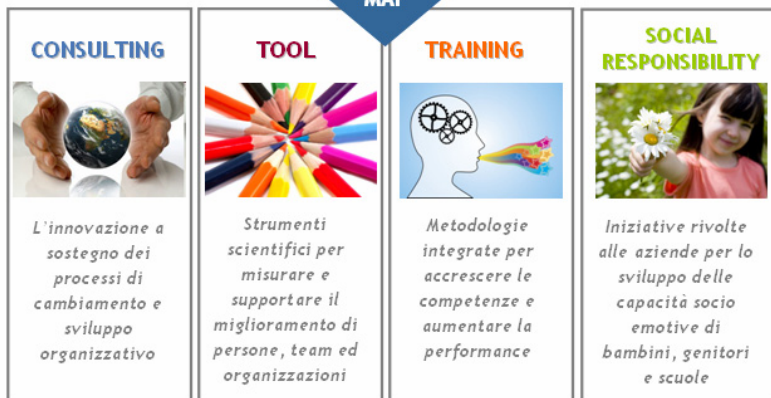 MAP
CONSULTING
L'innovazione a
sostegno dei
processi di
cambiamento e
sviluppo
organizzativo
TOOL
Strumenti
scientifici per
misurare e
supportare il
miglioramento di
persone, team ed
organizzazioni
TRAINING
Metodologie
integrate per
accrescere le
competenze e
aumentare la
performance
SOCIAL
RESPONSIBILITY
Iniziative rivolte
alle aziende per lo
sviluppo delle
capacità socio
emotive di
bambini, genitori
e scuole